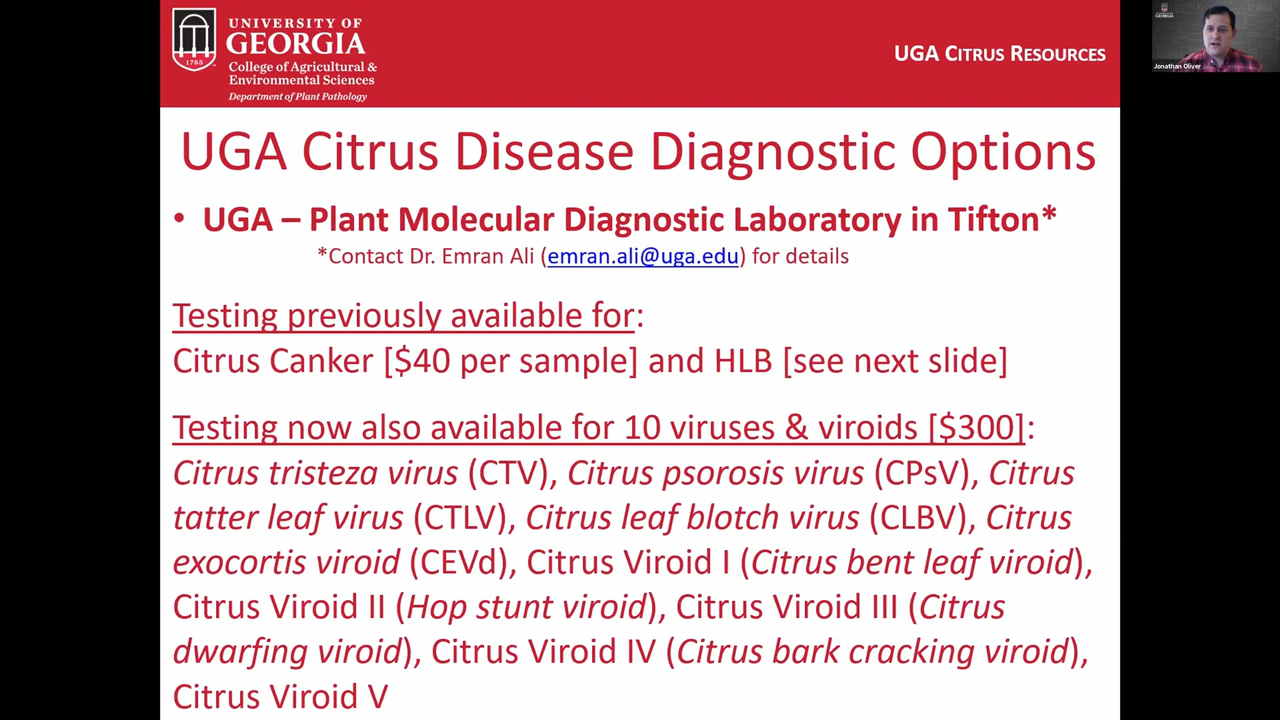 UNIVERSITY OF
GEORGIA
1785
College of Agricultural &
Environmental Sciences
Department of Plant Pathology
UGA CITRUS RESOURCES
GEORGIA
Jonathan Oliver
UGA Citrus Disease Diagnostic Options
• UGA – Plant Molecular Diagnostic Laboratory in Tifton*
*Contact Dr. Emran Ali (emran.ali@uga.edu) for details
Testing previously available for:
Citrus Canker [$40 per sample] and HLB [see next slide]
Testing now also available for 10 viruses & viroids [$300]:
Citrus tristeza virus (CTV), Citrus psorosis virus (CPsV), Citrus
tatter leaf virus (CTLV), Citrus leaf blotch virus (CLBV), Citrus
exocortis viroid (CEVd), Citrus Viroid I (Citrus bent leaf viroid),
Citrus Viroid II (Hop stunt viroid), Citrus Viroid III (Citrus
dwarfing viroid), Citrus Viroid IV (Citrus bark cracking viroid),
Citrus Viroid V